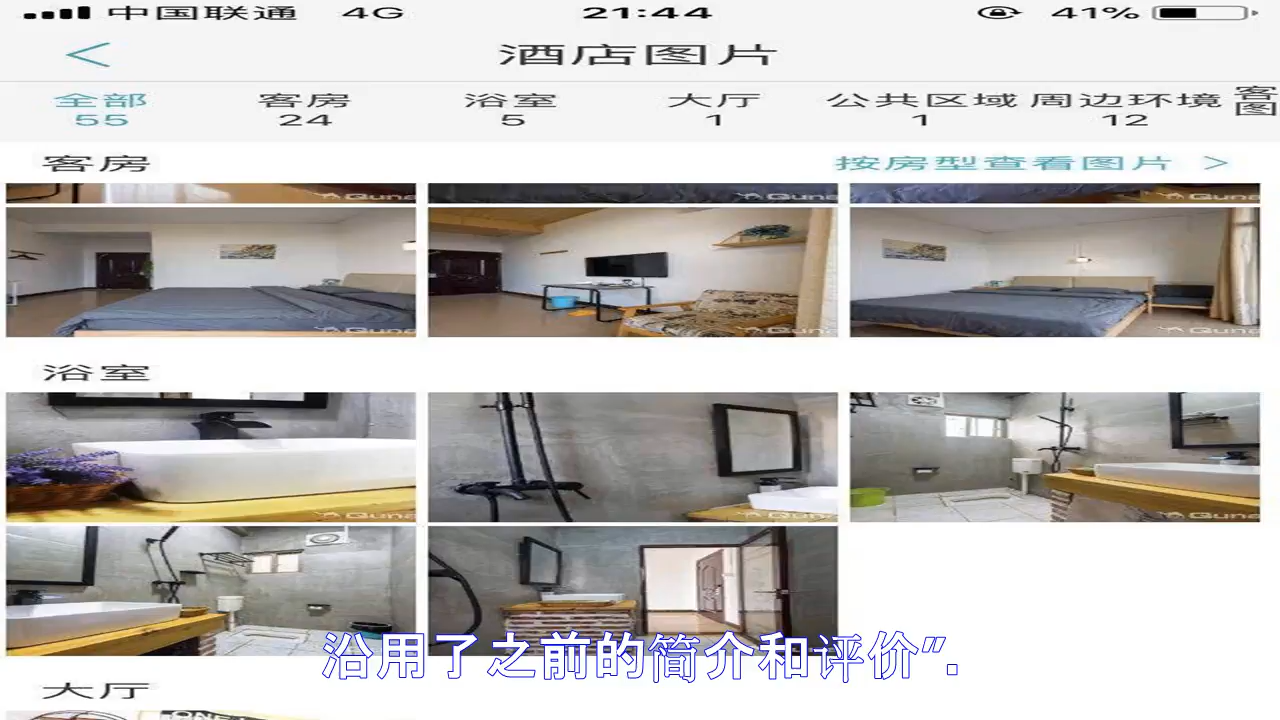 中国联通 4G 21:44 41%
酒店图片
全部 客房 浴室 大厅 公共区域 周边环境 客
55 24 5 1 1 12 图
客房 按房型查看图片 >
浴室
沿用了之前的简介和评价”.
大厅